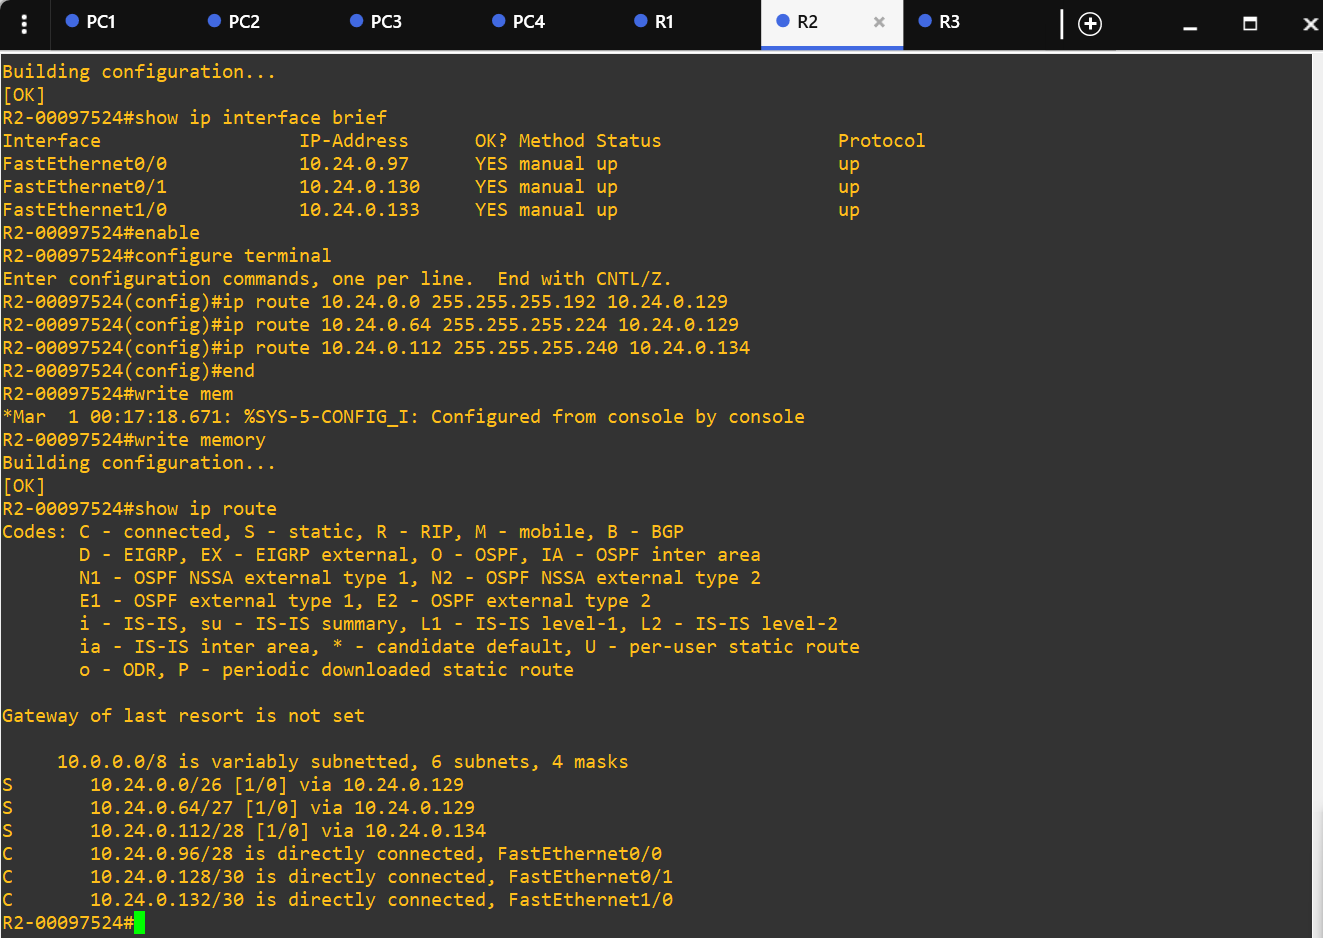 PC1 PC2 PC3 PC4 R1 R2 R3
Building configuration...
[OK]
R2-00097524#show ip interface brief
Interface                  IP-Address      OK? Method Status                Protocol
FastEthernet0/0            10.24.0.97      YES manual up                    up
FastEthernet0/1            10.24.0.130     YES manual up                    up
FastEthernet1/0            10.24.0.133     YES manual up                    up
R2-00097524#enable
R2-00097524#configure terminal
Enter configuration commands, one per line.  End with CNTL/Z.
R2-00097524(config)#ip route 10.24.0.0 255.255.255.192 10.24.0.129
R2-00097524(config)#ip route 10.24.0.64 255.255.255.224 10.24.0.129
R2-00097524(config)#ip route 10.24.0.112 255.255.255.240 10.24.0.134
R2-00097524(config)#end
R2-00097524#write mem
*Mar  1 00:17:18.671: %SYS-5-CONFIG_I: Configured from console by console
R2-00097524#write memory
Building configuration...
[OK]
R2-00097524#show ip route
Codes: C - connected, S - static, R - RIP, M - mobile, B - BGP
       D - EIGRP, EX - EIGRP external, O - OSPF, IA - OSPF inter area
       N1 - OSPF NSSA external type 1, N2 - OSPF NSSA external type 2
       E1 - OSPF external type 1, E2 - OSPF external type 2
       i - IS-IS, su - IS-IS summary, L1 - IS-IS level-1, L2 - IS-IS level-2
       ia - IS-IS inter area, * - candidate default, U - per-user static route
       o - ODR, P - periodic downloaded static route
Gateway of last resort is not set
     10.0.0.0/8 is variably subnetted, 6 subnets, 4 masks
S       10.24.0.0/26 [1/0] via 10.24.0.129
S       10.24.0.64/27 [1/0] via 10.24.0.129
S       10.24.0.112/28 [1/0] via 10.24.0.134
C       10.24.0.96/28 is directly connected, FastEthernet0/0
C       10.24.0.128/30 is directly connected, FastEthernet0/1
C       10.24.0.132/30 is directly connected, FastEthernet1/0
R2-00097524#